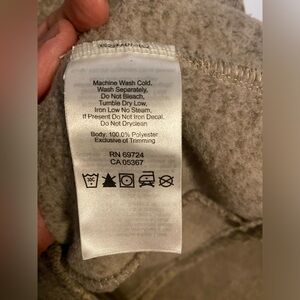 Machine Wash Cold,
Wash Separately,
Do Not Bleach,
Tumble Dry Low,
Iron Low No Steam,
If Present Do Not Iron Decal.
Do Not Dryclean
Body: 100.0% Polyester
Exclusive of Trimming
RN 69724
CA 05367